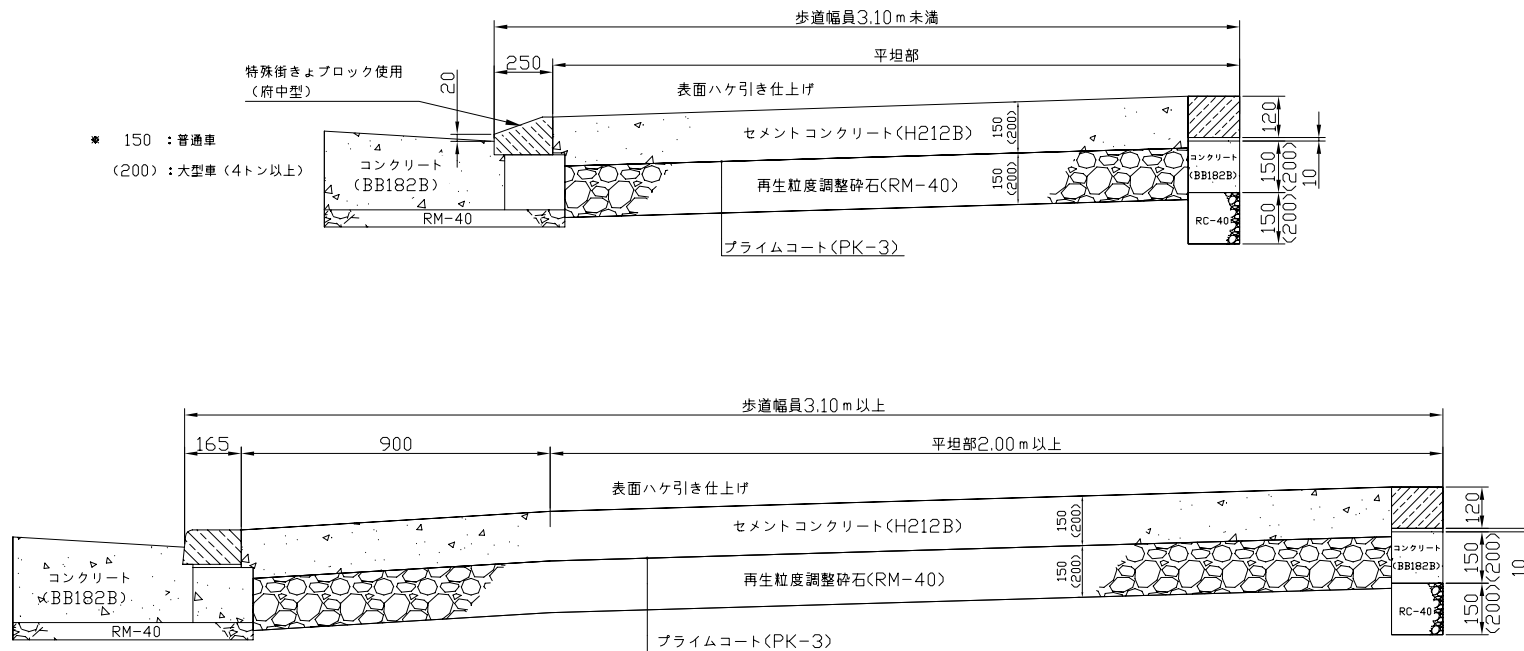 歩道幅員3.10m未満
250
平坦部
特殊街きょブロック使用
(府中型)
20
表面ハケ引き仕上げ
* 150 :普通車
(200) :大型車 (4トン以上)
セメントコンクリート(H212B)
150
(200)
120
コンクリート
(BB182B)
再生粒度調整砕石(RM-40)
150
(200)
コンクリート
(BB182B)
150
(200)
10
RM-40
RC-40
150
(200)
プライムコート(PK-3)
歩道幅員3.10m以上
165
900
平坦部2.00m以上
表面ハケ引き仕上げ
セメントコンクリート(H212B)
150
(200)
120
コンクリート
(BB182B)
再生粒度調整砕石(RM-40)
150
(200)
コンクリート
(BB182B)
150
(200)
10
RM-40
RC-40
150
(200)
プライムコート(PK-3)